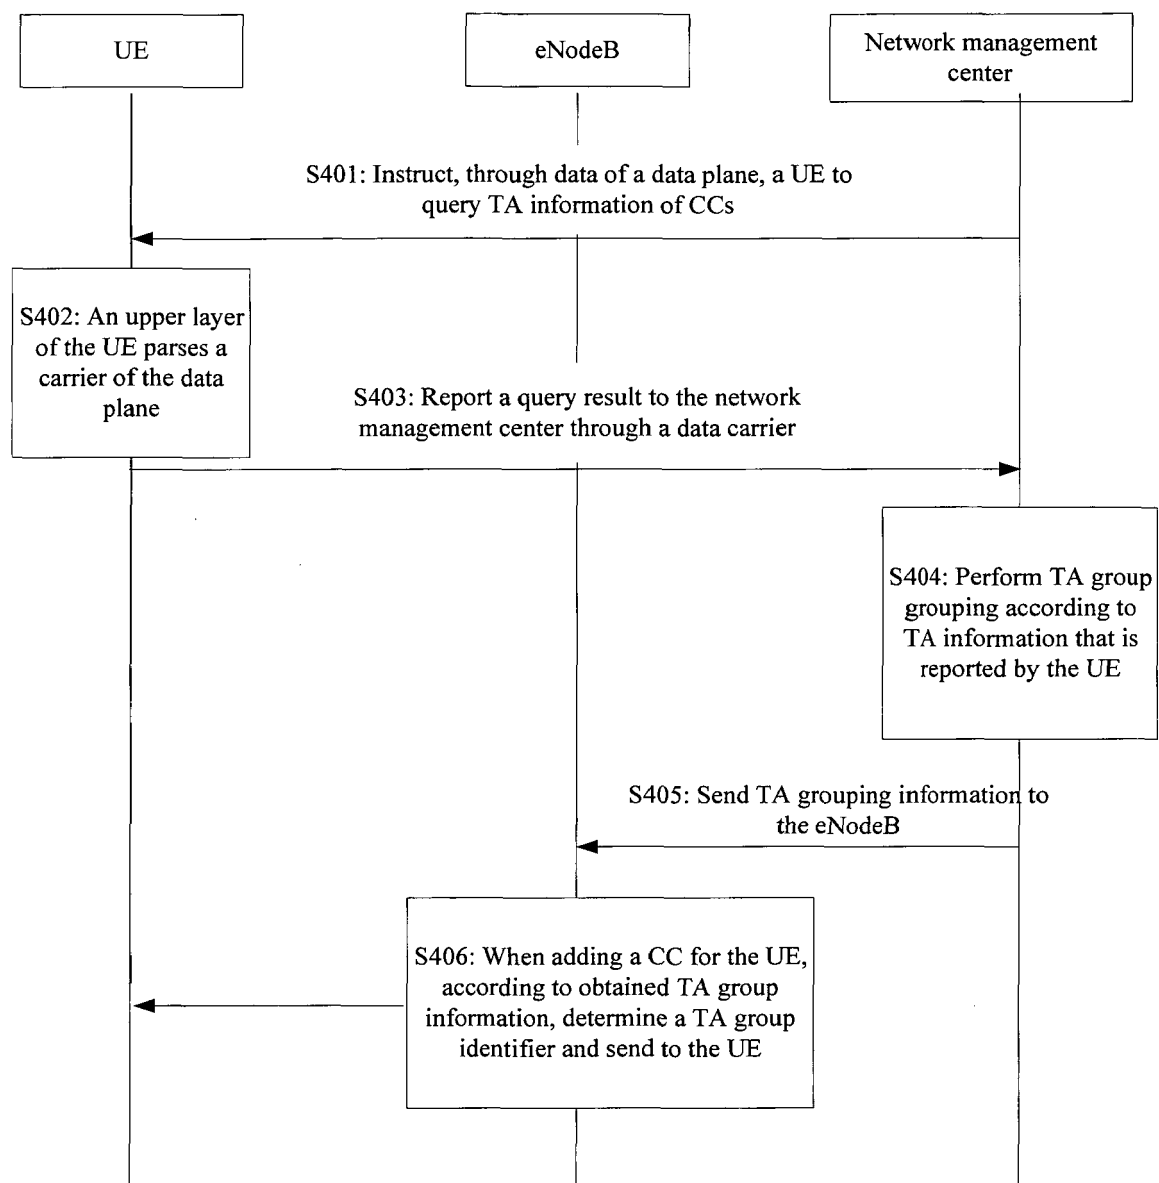 UE
eNodeB
Network management
center
S401: Instruct, through data of a data plane, a UE to
query TA information of CCs
S402: An upper layer
of the UE parses a
carrier of the data
plane
S403: Report a query result to the network
management center through a data carrier
S404: Perform TA group
grouping according to
TA information that is
reported by the UE
S405: Send TA grouping information to
the eNodeB
S406: When adding a CC for the UE,
according to obtained TA group
information, determine a TA group
identifier and send to the UE